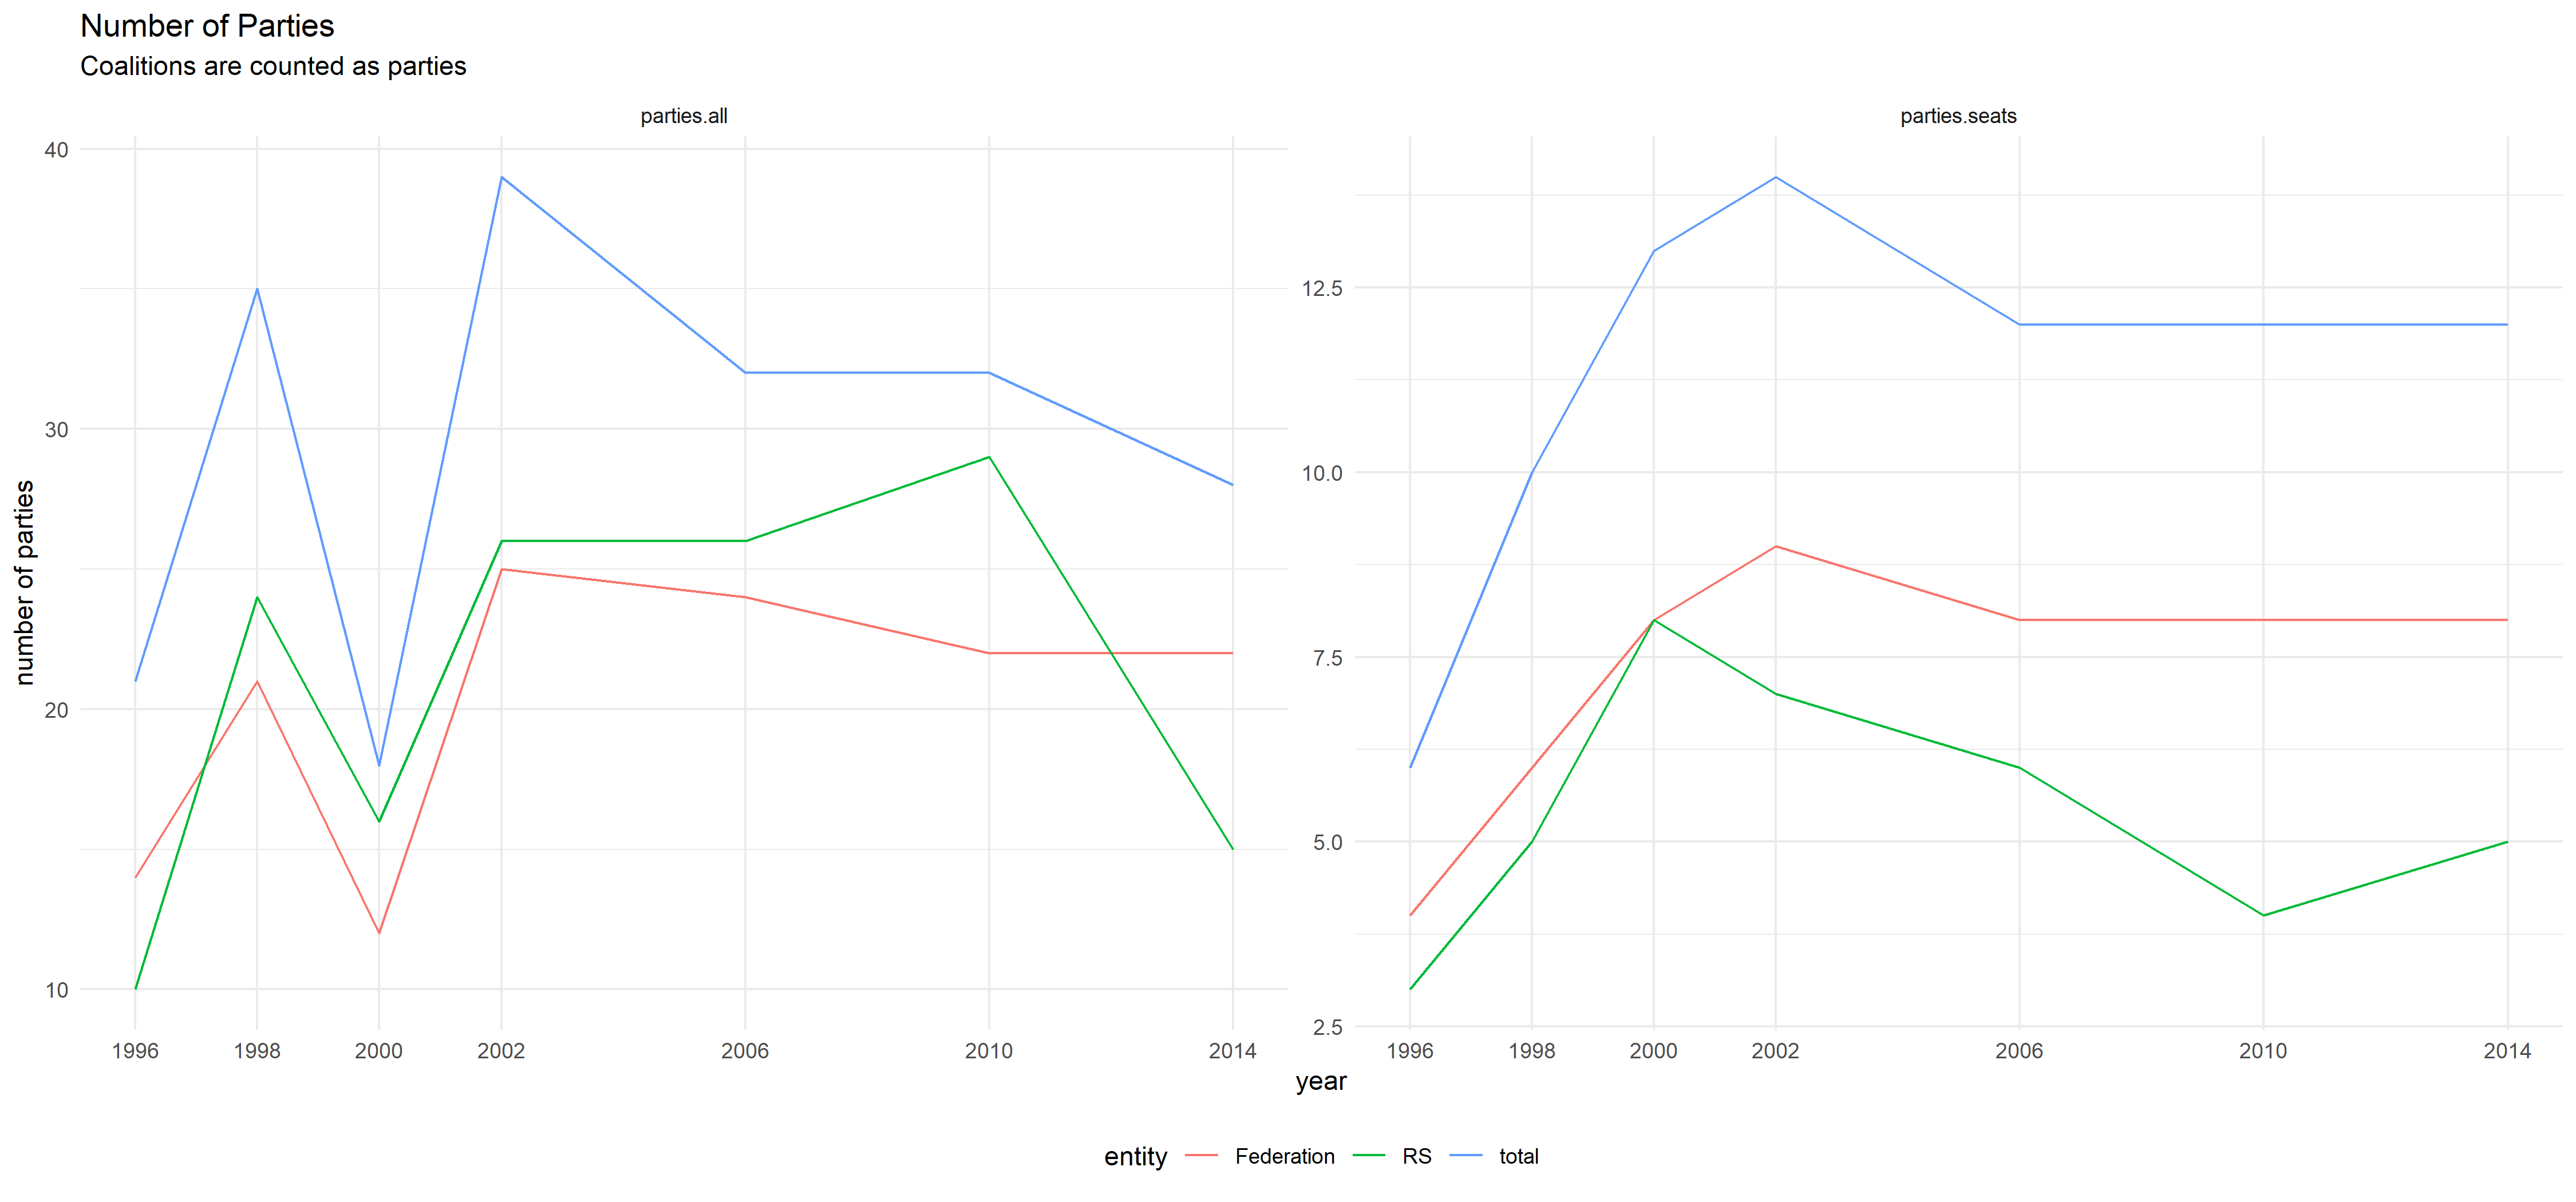 Number of Parties
Coalitions are counted as parties
parties.all
parties.seats
number of parties
40
30
20
10
12.5
10.0
7.5
5.0
2.5
1996 1998 2000 2002 2006 2010 2014
1996 1998 2000 2002 2006 2010 2014
year
entity Federation RS total